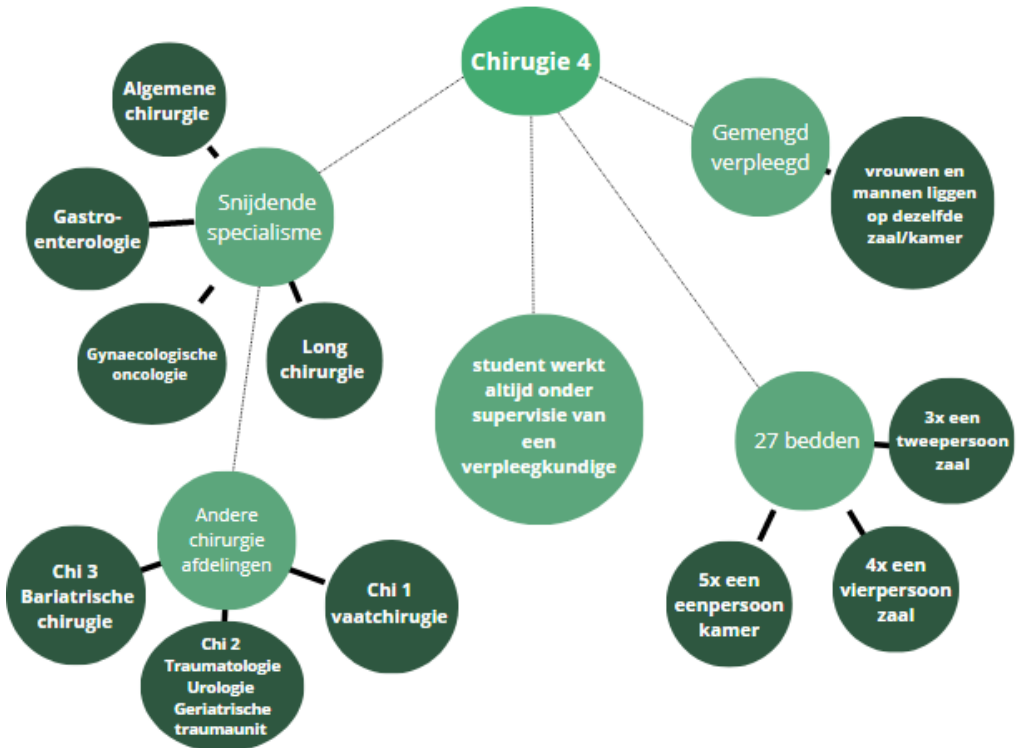 Chirugie 4
Algemene
chirurgie
Snijdende
specialisme
Gastro-
enterologie
Gynaecologische
oncologie
Long
chirurgie
Andere
chirurgie
afdelingen
Chi 3
Bariatrische
chirugie
Chi 2
Traumatologie
Urologie
Geriatrische
traumaunit
Chi 1
vaatchirugie
student werkt
altijd onder
supervisie van
een
verpleegkundige
Gemengd
verpleegd
vrouwen en
mannen liggen
op dezelfde
zaal/kamer
27 bedden
3x een
tweepersoon
zaal
4x een
vierpersoon
zaal
5x een
eenpersoon
kamer